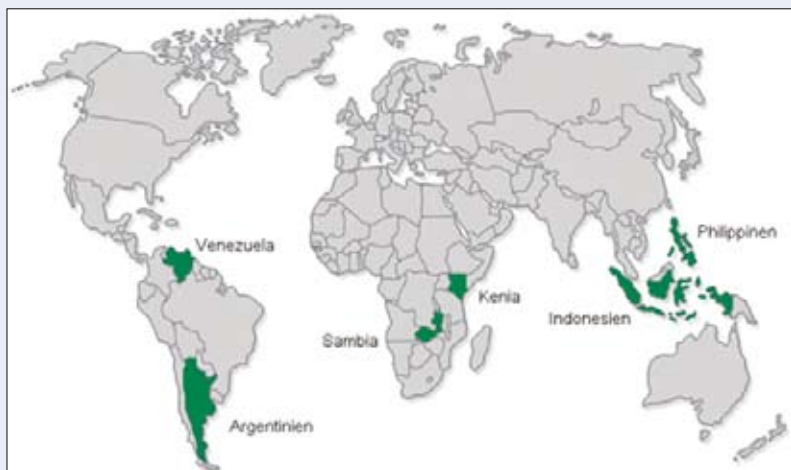 Venezuela
Philippinen
Kenia
Indonesien
Sambia
Argentinien